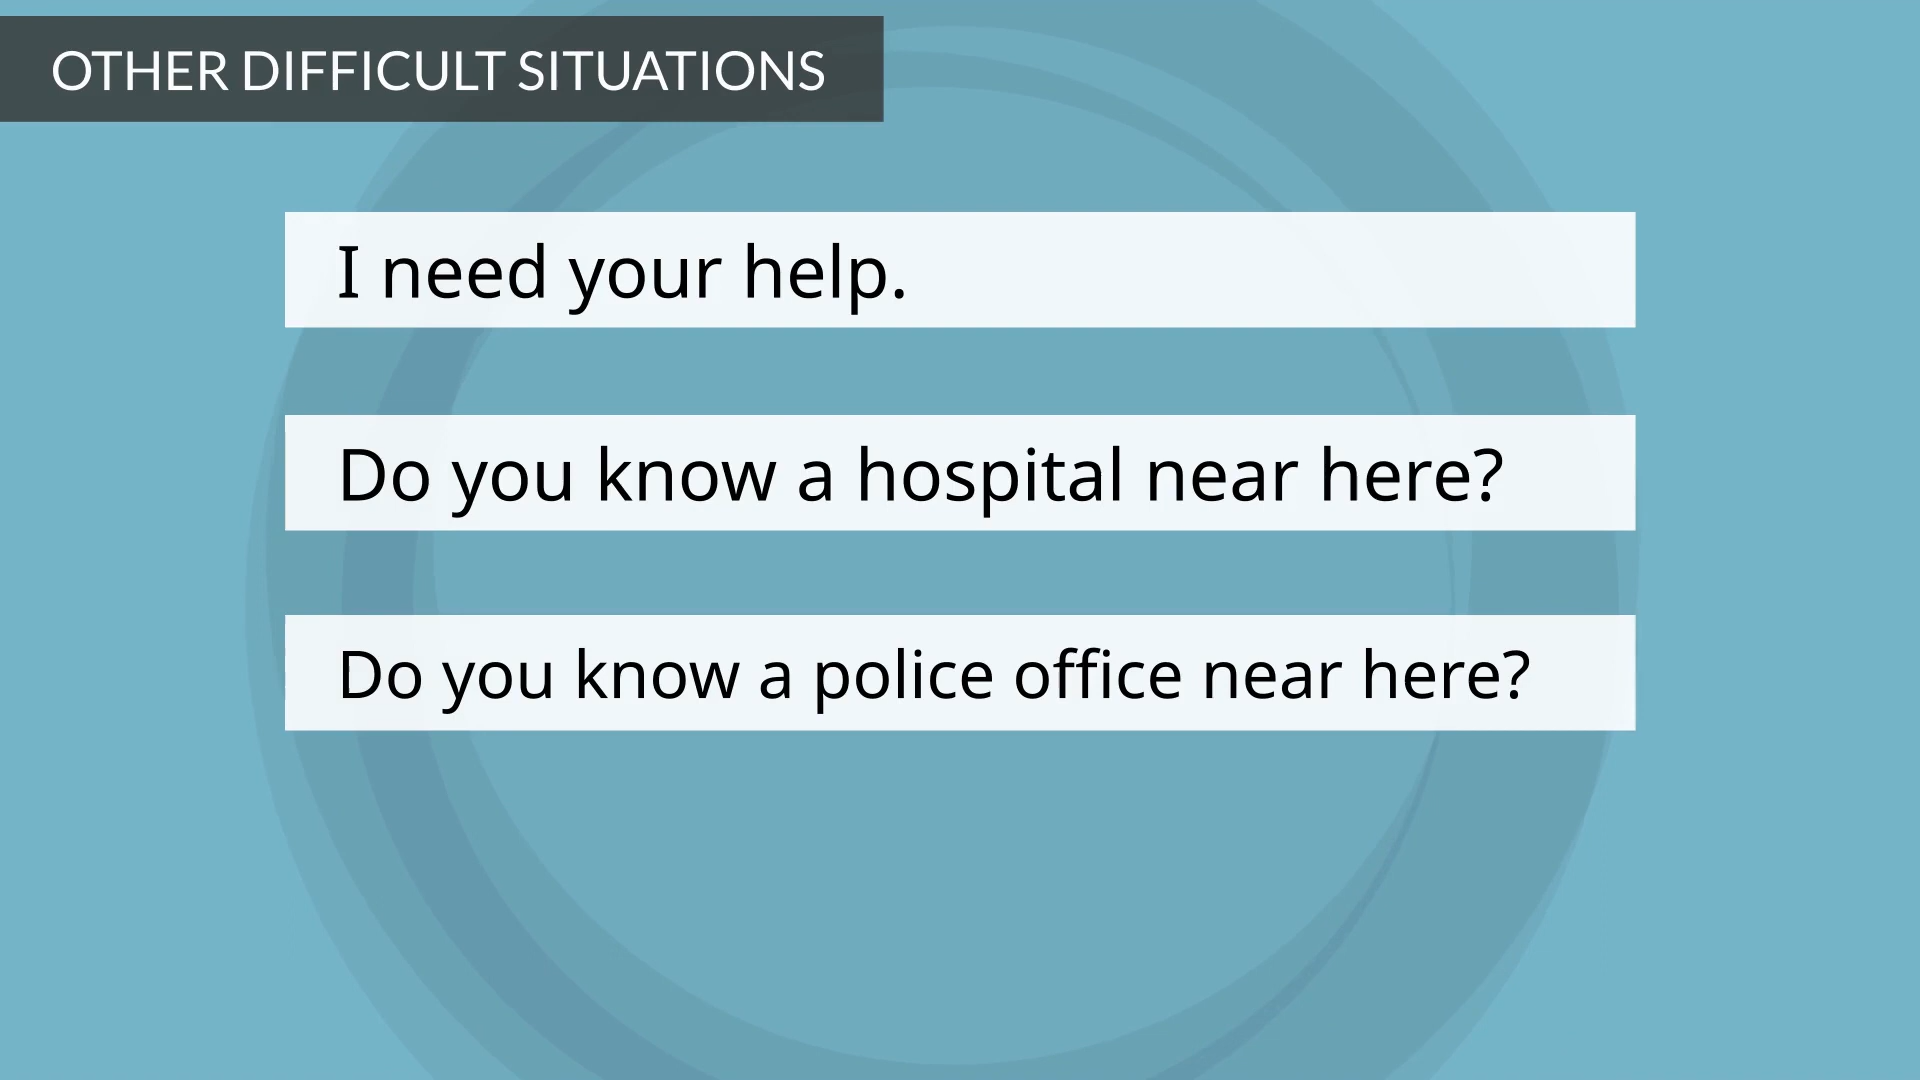 OTHER DIFFICULT SITUATIONS
I need your help.
Do you know a hospital near here?
Do you know a police office near here?